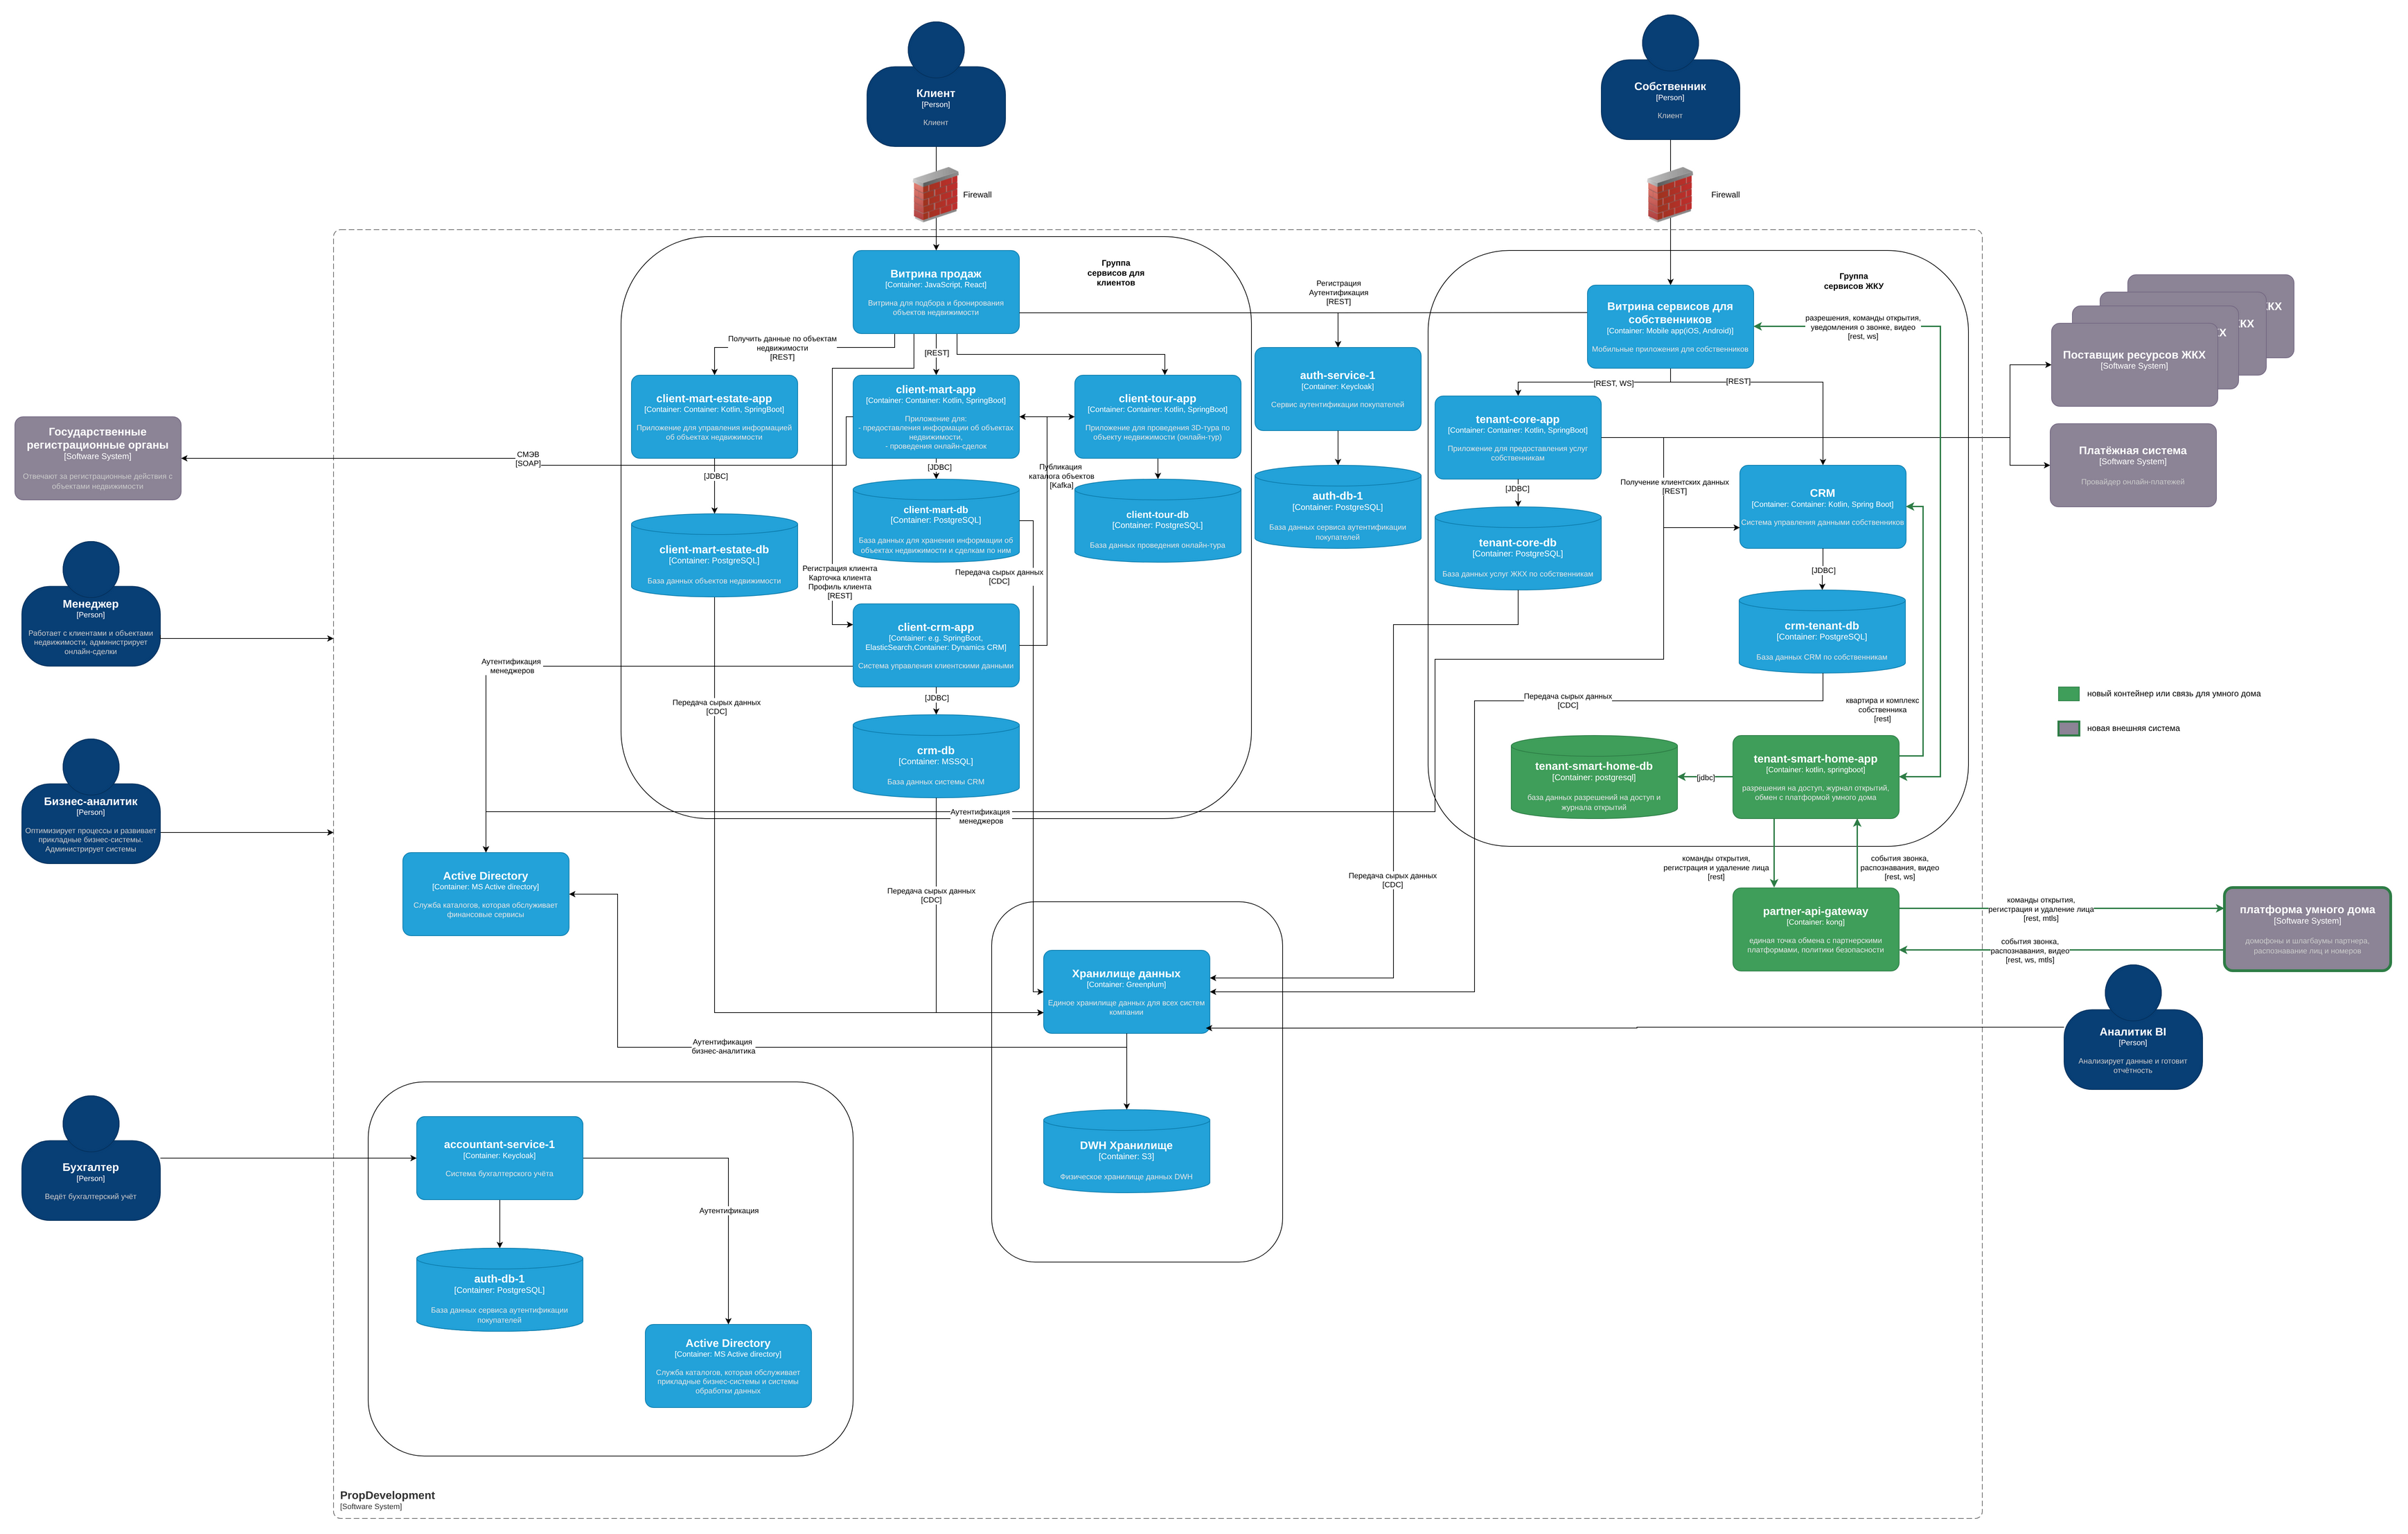 Клиент
[Person]
Клиент
Собственник
[Person]
Клиент
Firewall
Firewall
Витрина продаж
[Container: JavaScript, React]
Витрина для подбора и бронирования
объектов недвижимости
Группа
сервисов для
клиентов
Регистрация
Аутентификация
[REST]
Витрина сервисов для
собственников
[Container: Mobile app(iOS, Android)]
Мобильные приложения для собственников
Группа
сервисов ЖКУ
разрешения, команды открытия,
уведомления о звонке, видео
[rest, ws]
ЖКХ
ЖКХ
КХ
Поставщик ресурсов ЖКХ
[Software System]
Получить данные по объектам
недвижимости
[REST]
[REST]
client-mart-estate-app
[Container: Container: Kotlin, SpringBoot]
Приложение для управления информацией
об объектах недвижимости
client-mart-app
[Container: Container: Kotlin, SpringBoot]
Приложение для:
- предоставления информации об объектах
недвижимости,
- проведения онлайн-сделок
client-tour-app
[Container: Container: Kotlin, SpringBoot]
Приложение для проведения 3D-тура по
объекту недвижимости (онлайн-тур)
auth-service-1
[Container: Keycloak]
Сервис аутентификации покупателей
[REST, WS]
[REST]
tenant-core-app
[Container: Container: Kotlin, SpringBoot]
Приложение для предоставления услуг
собственникам
Платёжная система
[Software System]
Провайдер онлайн-платежей
Государственные
регистрационные органы
[Software System]
Отвечают за регистрационные действия с
объектами недвижимости
СМЭВ
[SOAP]
[JDBC]
[JDBC]
Публикация
каталога объектов
[Kafka]
client-mart-db
[Container: PostgreSQL]
База данных для хранения информации об
объектах недвижимости и сделкам по ним
client-tour-db
[Container: PostgreSQL]
База данных проведения онлайн-тура
auth-db-1
[Container: PostgreSQL]
База данных сервиса аутентификации
покупателей
[JDBC]
Получение клиентских данных
[REST]
CRM
[Container: Container: Kotlin, Spring Boot]
Система управления данными собственников
client-mart-estate-db
[Container: PostgreSQL]
База данных объектов недвижимости
tenant-core-db
[Container: PostgreSQL]
База данных услуг ЖКХ по собственникам
[JDBC]
Регистрация клиента
Карточка клиента
Профиль клиента
[REST]
Передача сырых данных
[CDC]
Менеджер
[Person]
Работает с клиентами и объектами
недвижимости, администрирует
онлайн-сделки
client-crm-app
[Container: e.g. SpringBoot,
ElasticSearch,Container: Dynamics CRM]
Система управления клиентскими данными
crm-tenant-db
[Container: PostgreSQL]
База данных CRM по собственникам
Аутентификация
менеджеров
[JDBC]
Передача сырых данных
[CDC]
Передача сырых данных
[CDC]
квартира и комплекс
собственника
[rest]
новый контейнер или связь для умного дома
новая внешняя система
crm-db
[Container: MSSQL]
База данных системы CRM
tenant-smart-home-db
[Container: postgresql]
база данных разрешений на доступ и
журнала открытий
[jdbc]
tenant-smart-home-app
[Container: kotlin, springboot]
разрешения на доступ, журнал открытий,
обмен с платформой умного дома
Бизнес-аналитик
[Person]
Оптимизирует процессы и развивает
прикладные бизнес-системы.
Администрирует системы
Аутентификация
менеджеров
Active Directory
[Container: MS Active directory]
Служба каталогов, которая обслуживает
финансовые сервисы
Передача сырых данных
[CDC]
Передача сырых данных
[CDC]
команды открытия,
регистрация и удаление лица
[rest]
события звонка,
распознавания, видео
[rest, ws]
partner-api-gateway
[Container: kong]
единая точка обмена с партнерскими
платформами, политики безопасности
команды открытия,
регистрация и удаление лица
[rest, mtls]
события звонка,
распознавания, видео
[rest, ws, mtls]
платформа умного дома
[Software System]
домофоны и шлагбаумы партнера,
распознавание лиц и номеров
Хранилище данных
[Container: Greenplum]
Единое хранилище данных для всех систем
компании
Аналитик BI
[Person]
Анализирует данные и готовит
отчётность
Аутентификация
бизнес-аналитика
DWH Хранилище
[Container: S3]
Физическое хранилище данных DWH
Бухгалтер
[Person]
Ведёт бухгалтерский учёт
accountant-service-1
[Container: Keycloak]
Система бухгалтерского учёта
Аутентификация
auth-db-1
[Container: PostgreSQL]
База данных сервиса аутентификации
покупателей
Active Directory
[Container: MS Active directory]
Служба каталогов, которая обслуживает
прикладные бизнес-системы и системы
обработки данных
PropDevelopment
[Software System]